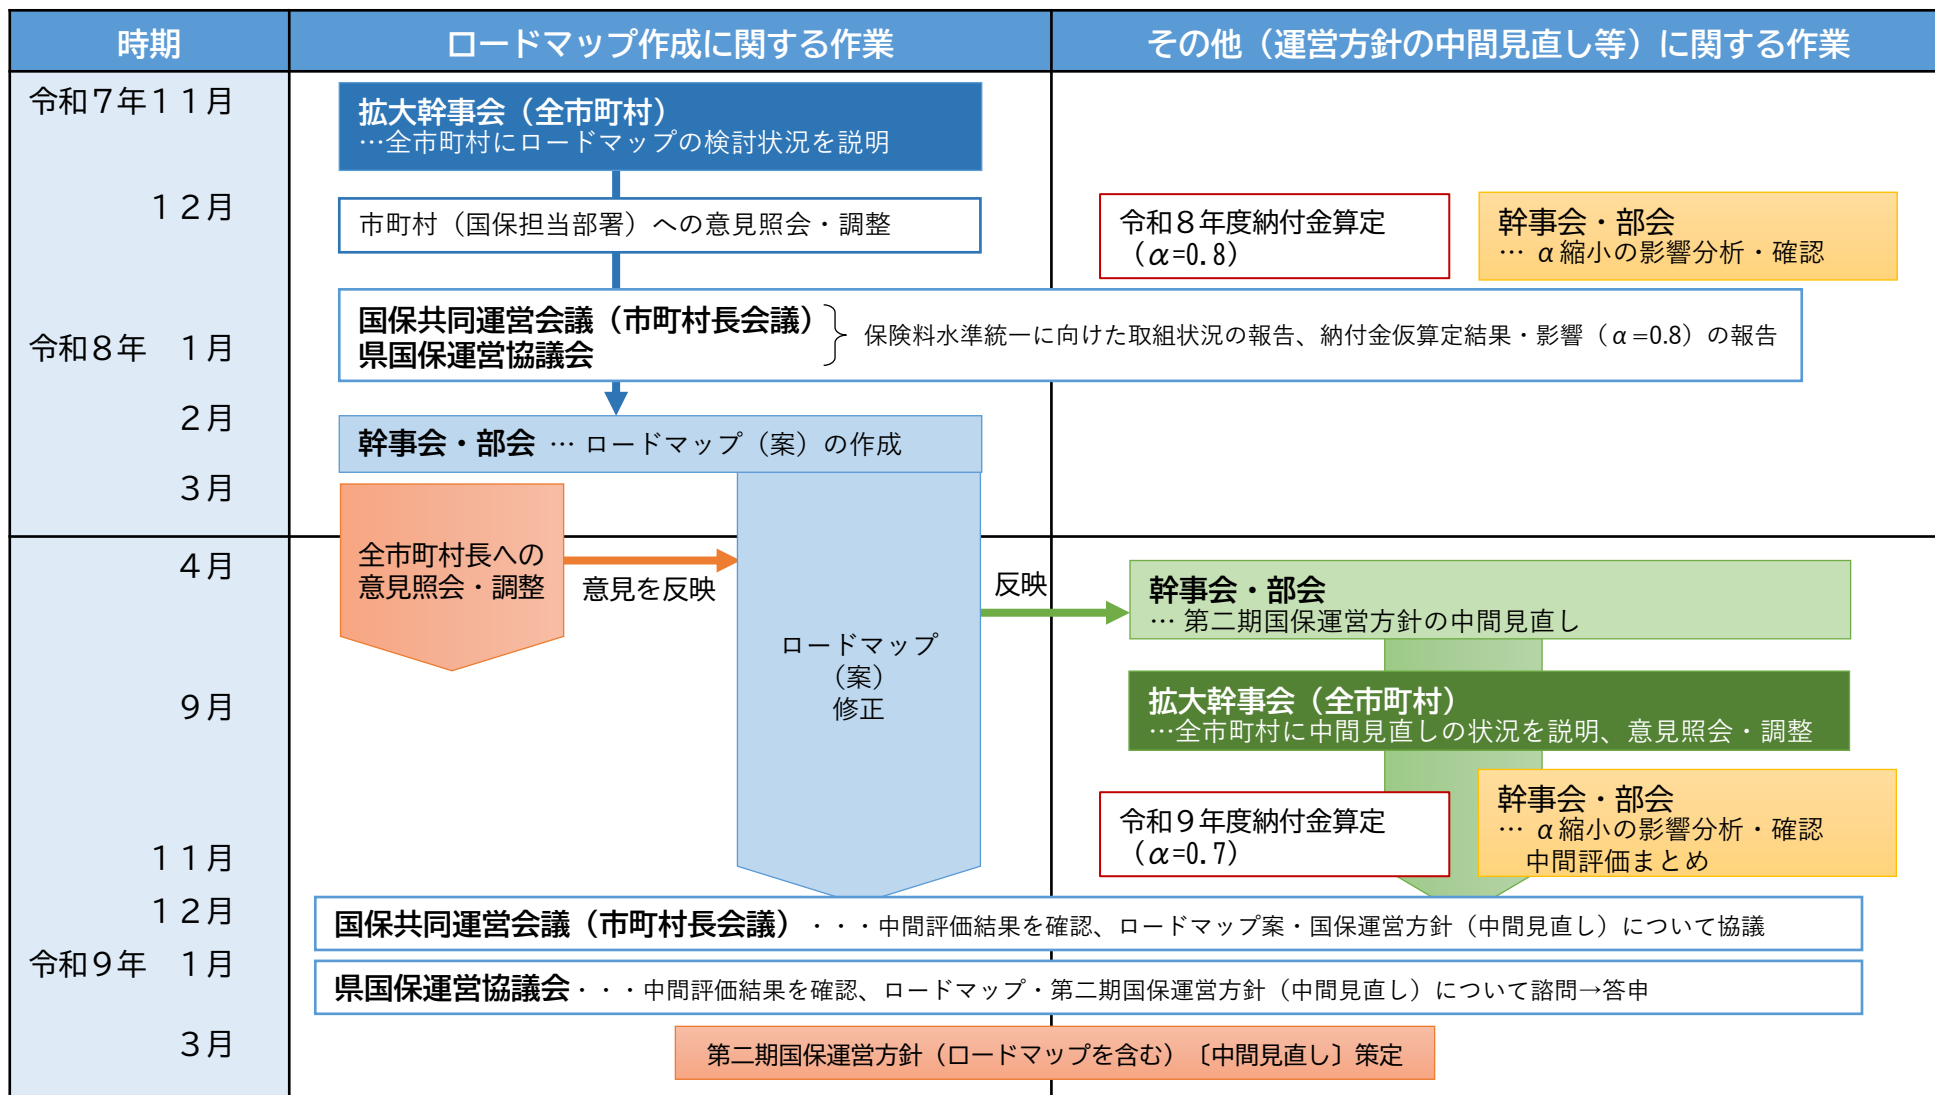 時期
ロードマップ作成に関する作業
その他（運営方針の中間見直し等）に関する作業
令和７年１１月
拡大幹事会（全市町村）
…全市町村にロードマップの検討状況を説明
１２月
市町村（国保担当部署）への意見照会・調整
令和８年度納付金算定
（α=0.8）
幹事会・部会
… α縮小の影響分析・確認
令和８年　１月
国保共同運営会議（市町村長会議）
県国保運営協議会
保険料水準統一に向けた取組状況の報告、納付金仮算定結果・影響（α=0.8）の報告
２月
幹事会・部会 … ロードマップ（案）の作成
３月
４月
全市町村長への
意見照会・調整
意見を反映
ロードマップ
（案）
修正
反映
幹事会・部会
… 第二期国保運営方針の中間見直し
９月
拡大幹事会（全市町村）
…全市町村に中間見直しの状況を説明、意見照会・調整
令和９年度納付金算定
（α=0.7）
幹事会・部会
… α縮小の影響分析・確認
中間評価まとめ
１１月
１２月
国保共同運営会議（市町村長会議）・・・中間評価結果を確認、ロードマップ案・国保運営方針（中間見直し）について協議
令和９年　１月
県国保運営協議会・・・中間評価結果を確認、ロードマップ・第二期国保運営方針（中間見直し）について諮問→答申
３月
第二期国保運営方針（ロードマップを含む）〔中間見直し〕策定